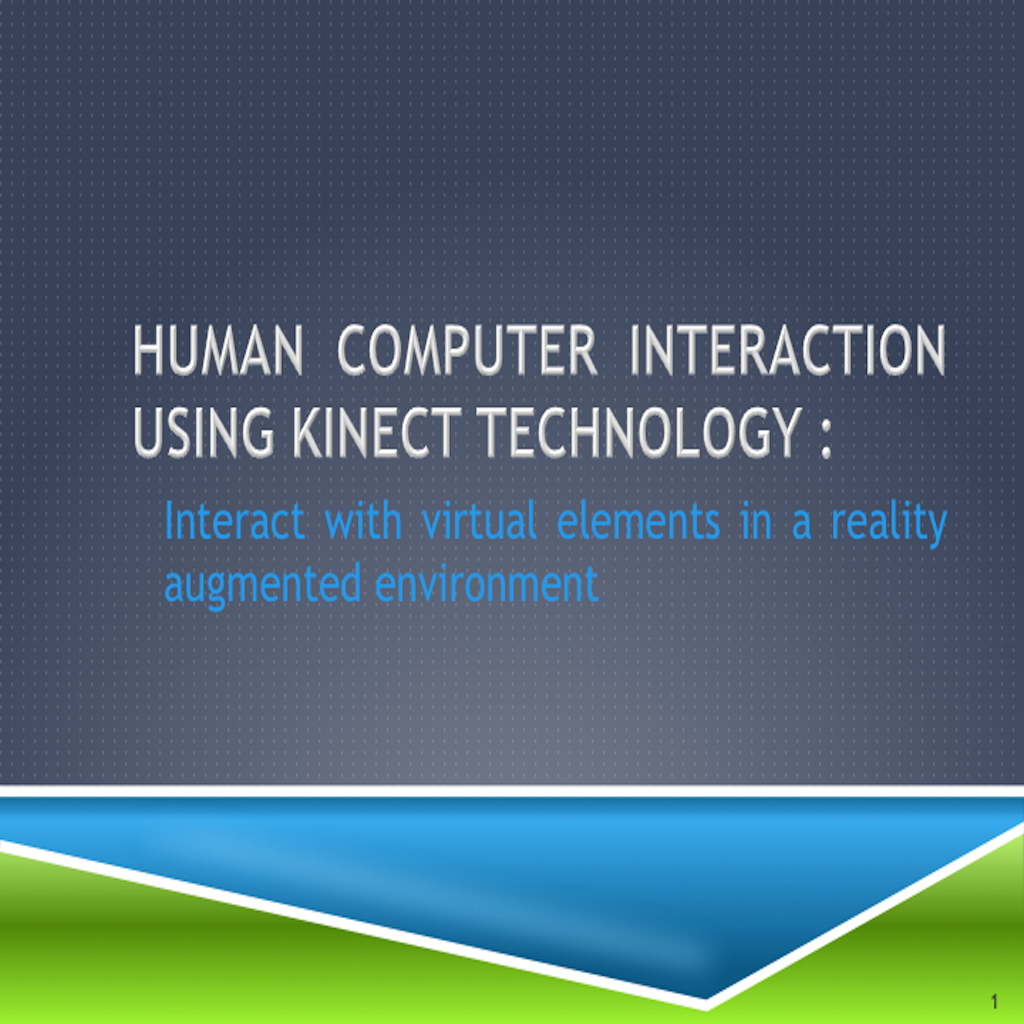 HUMAN COMPUTER INTERACTION
USING KINECT TECHNOLOGY :
Interact with virtual elements in a reality
augmented environment
1